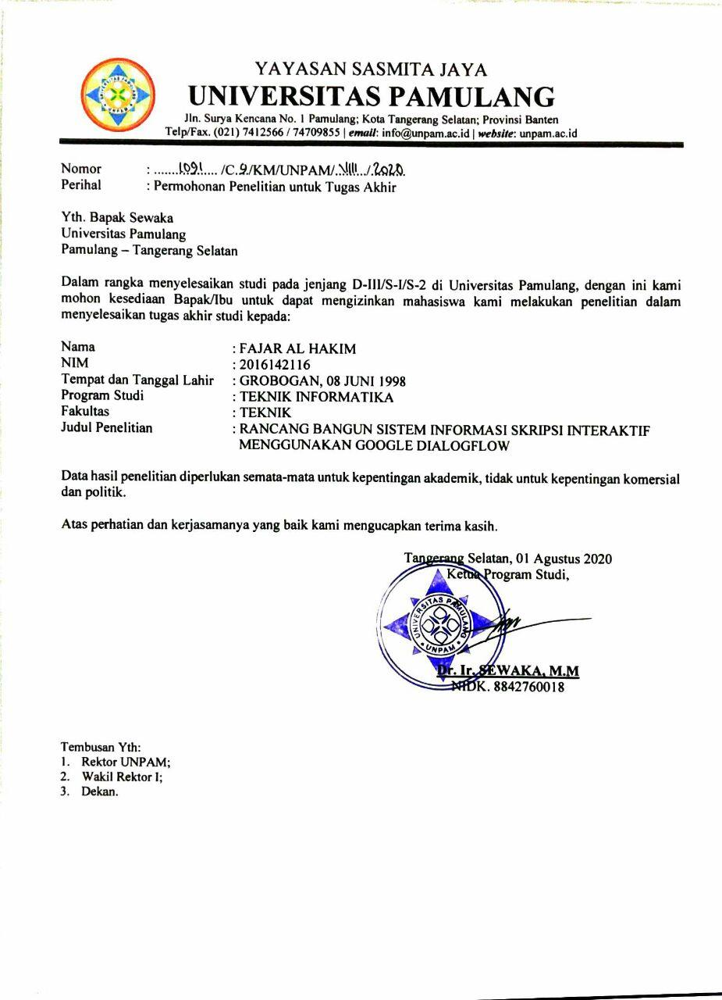 YAYASAN SASMITA JAYA
UNIVERSITAS PAMULANG
Jln. Surya Kencana No. 1 Pamulang; Kota Tangerang Selatan; Provinsi Banten
Telp/Fax. (021) 7412566 / 74709855 | email: info@unpam.ac.id | website: unpam.ac.id
Nomor : .......1091.... /C.9/KM/UNPAM/.VIII.../.2020.
Perihal : Permohonan Penelitian untuk Tugas Akhir
Yth. Bapak Sewaka
Universitas Pamulang
Pamulang – Tangerang Selatan
Dalam rangka menyelesaikan studi pada jenjang D-III/S-I/S-2 di Universitas Pamulang, dengan ini kami
mohon kesediaan Bapak/Ibu untuk dapat mengizinkan mahasiswa kami melakukan penelitian dalam
menyelesaikan tugas akhir studi kepada:
Nama : FAJAR AL HAKIM
NIM : 2016142116
Tempat dan Tanggal Lahir : GROBOGAN, 08 JUNI 1998
Program Studi : TEKNIK INFORMATIKA
Fakultas : TEKNIK
Judul Penelitian : RANCANG BANGUN SISTEM INFORMASI SKRIPSI INTERAKTIF
MENGGUNAKAN GOOGLE DIALOGFLOW
Data hasil penelitian diperlukan semata-mata untuk kepentingan akademik, tidak untuk kepentingan komersial
dan politik.
Atas perhatian dan kerjasamanya yang baik kami mengucapkan terima kasih.
Tangerang Selatan, 01 Agustus 2020
Ketua Program Studi,
UNIVERSITAS PAMULANG
UNPAM
Dr. Ir. SEWAKA, M.M
NIDK. 8842760018
Tembusan Yth:
1. Rektor UNPAM;
2. Wakil Rektor I;
3. Dekan.